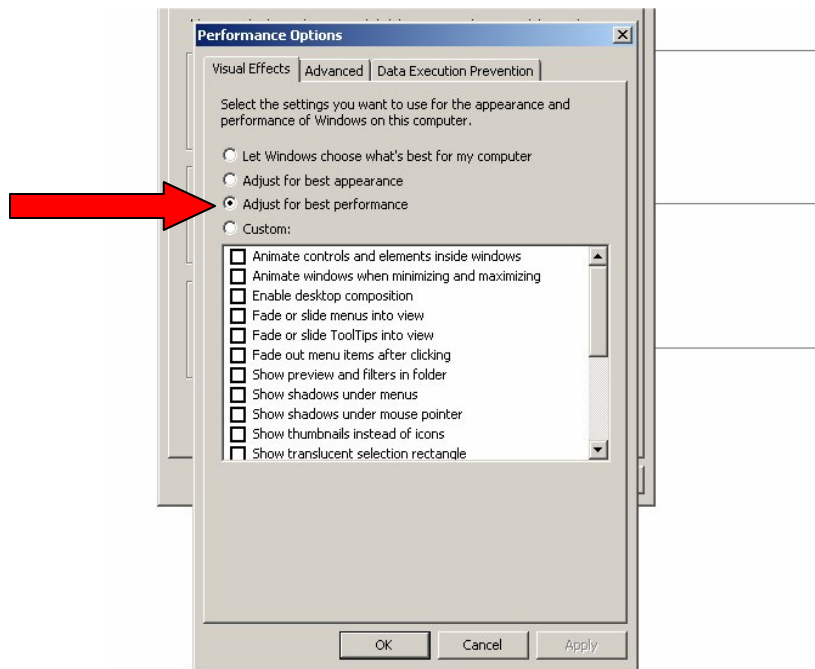 Performance Options
Visual Effects
Advanced
Data Execution Prevention
Select the settings you want to use for the appearance and
performance of Windows on this computer.
Let Windows choose what's best for my computer
Adjust for best appearance
Adjust for best performance
Custom:
Animate controls and elements inside windows
Animate windows when minimizing and maximizing
Enable desktop composition
Fade or slide menus into view
Fade or slide ToolTips into view
Fade out menu items after clicking
Show preview and filters in folder
Show shadows under menus
Show shadows under mouse pointer
Show thumbnails instead of icons
Show translucent selection rectangle
OK
Cancel
Apply